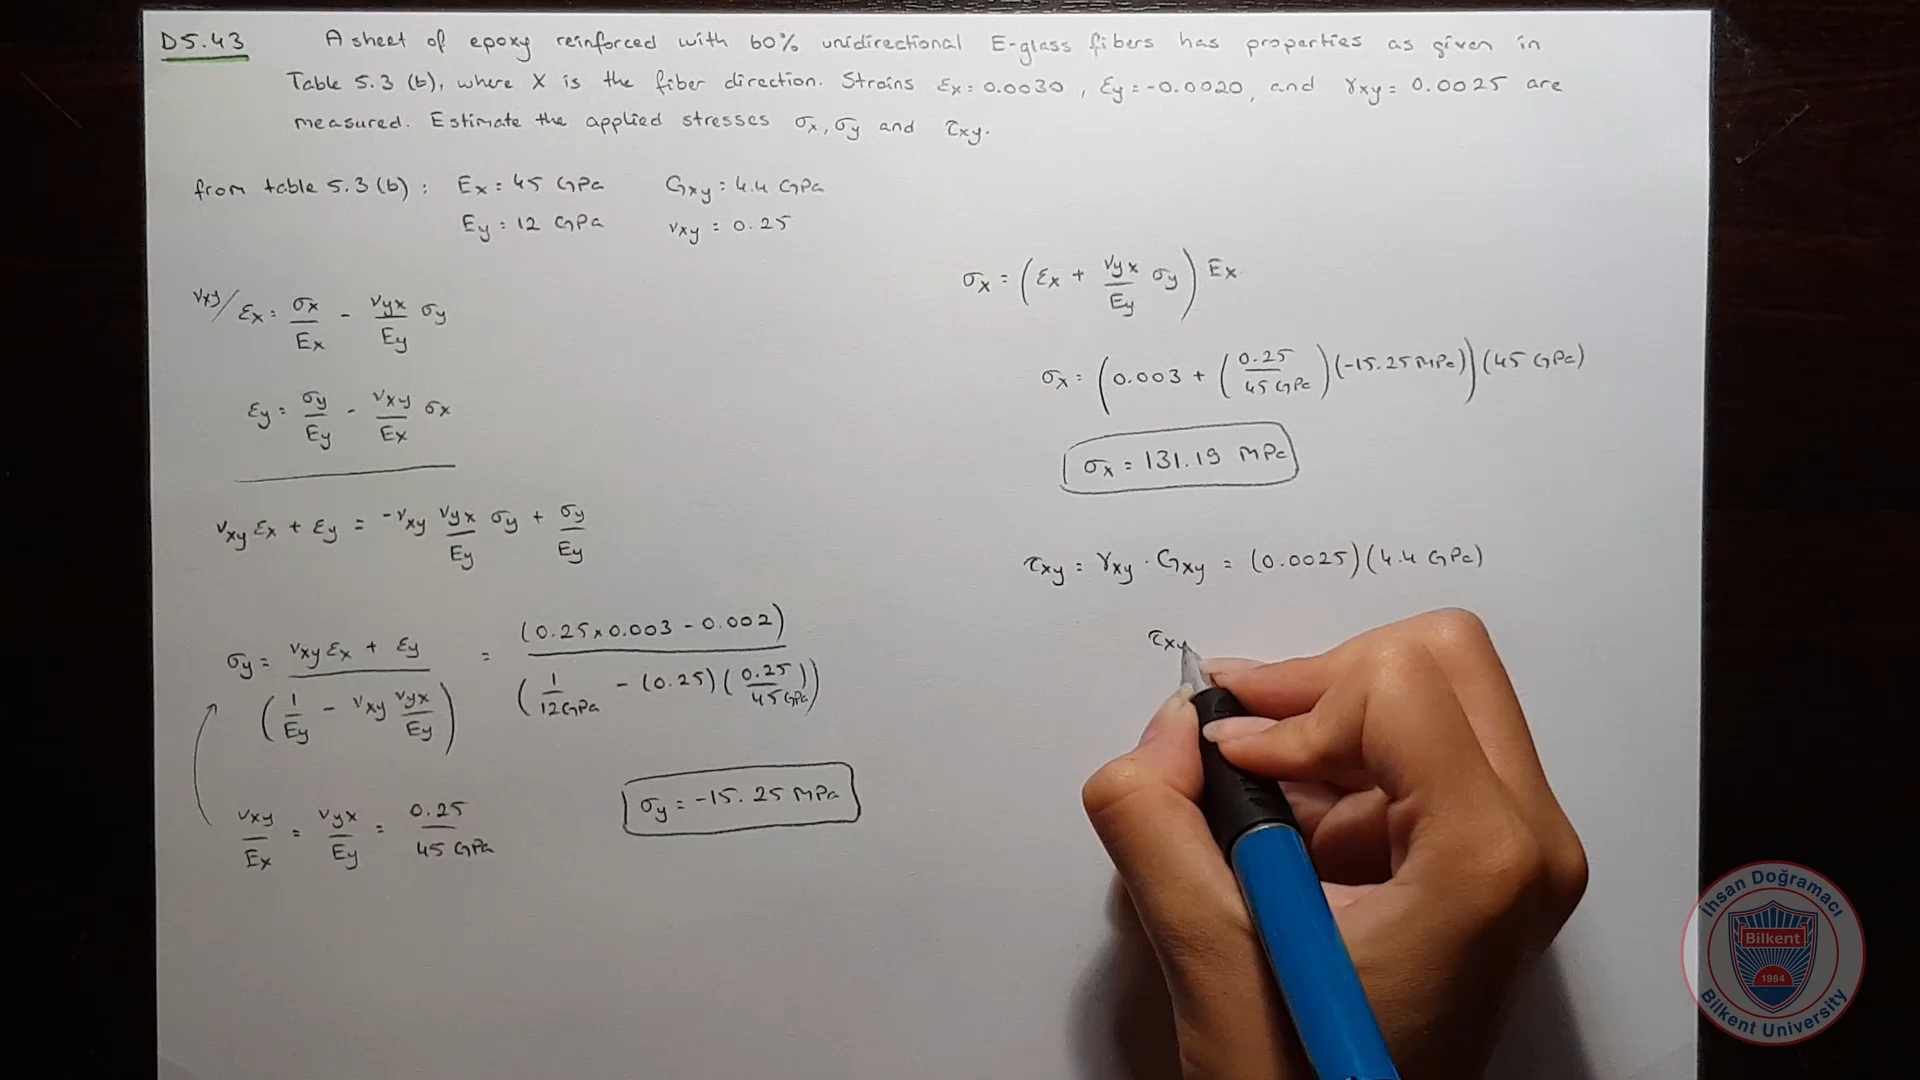 D5.43 A sheet of epoxy reinforced with 60% unidirectional E-glass fibers has properties as given in
Table 5.3 (b), where X is the fiber direction. Strains εx = 0.0030, εy = -0.0020, and γxy = 0.0025 are
measured. Estimate the applied stresses σx, σy and τxy.
from table 5.3 (b) : Ex = 45 GPa Gxy = 4.4 GPa
Ey = 12 GPa νxy = 0.25
νxy/ εx = σx/Ex - νyx/Ey σy
εy = σy/Ey - νxy/Ex σx
νxy εx + εy = -νxy νyx/Ey σy + σy/Ey
σy = νxy εx + εy / (1/Ey - νxy νyx/Ey) = (0.25 x 0.003 - 0.002) / (1/12GPa - (0.25)(0.25/45GPa))
νxy/Ex = νyx/Ey = 0.25/45 GPa
σy = -15.25 MPa
σx = (εx + νyx/Ey σy) Ex
σx = (0.003 + (0.25/45 GPa)(-15.25 MPa))(45 GPa)
σx = 131.19 MPa
τxy = γxy · Gxy = (0.0025)(4.4 GPa)
τxy
İhsan Doğramacı
Bilkent
1984
Bilkent University